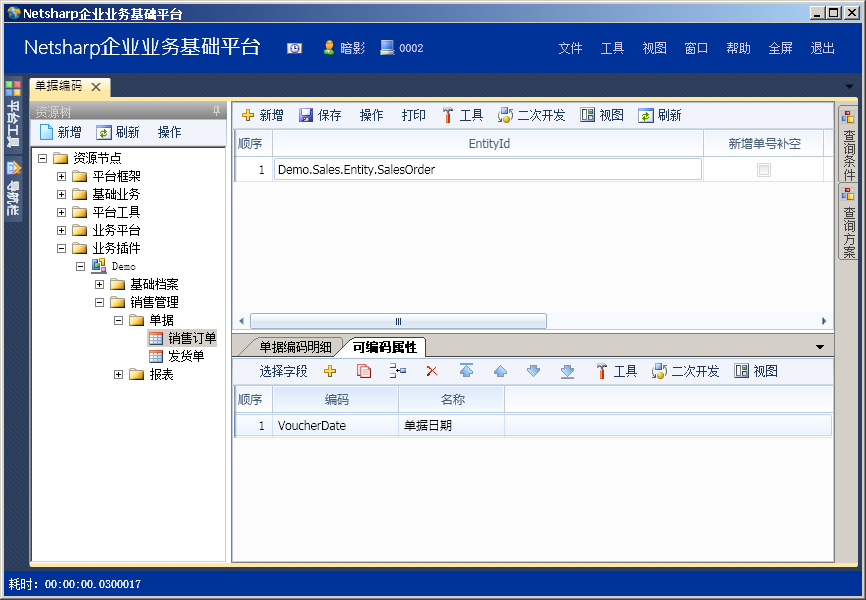 Netsharp企业业务基础平台
Netsharp企业业务基础平台 暗影 0002 文件 工具 视图 窗口 帮助 全屏 退出
平台工具
导航栏
单据编码
资源树
新增 刷新 操作
资源节点
平台框架
基础业务
平台工具
业务平台
业务插件
Demo
基础档案
销售管理
单据
销售订单
发货单
报表
新增 保存 操作 打印 工具 二次开发 视图 刷新
顺序 EntityId 新增单号补空
1 Demo.Sales.Entity.SalesOrder
单据编码明细 可编码属性
选择字段 工具 二次开发 视图
顺序 编码 名称
1 VoucherDate 单据日期
查询条件
查询方案
耗时: 00:00:00.0300017